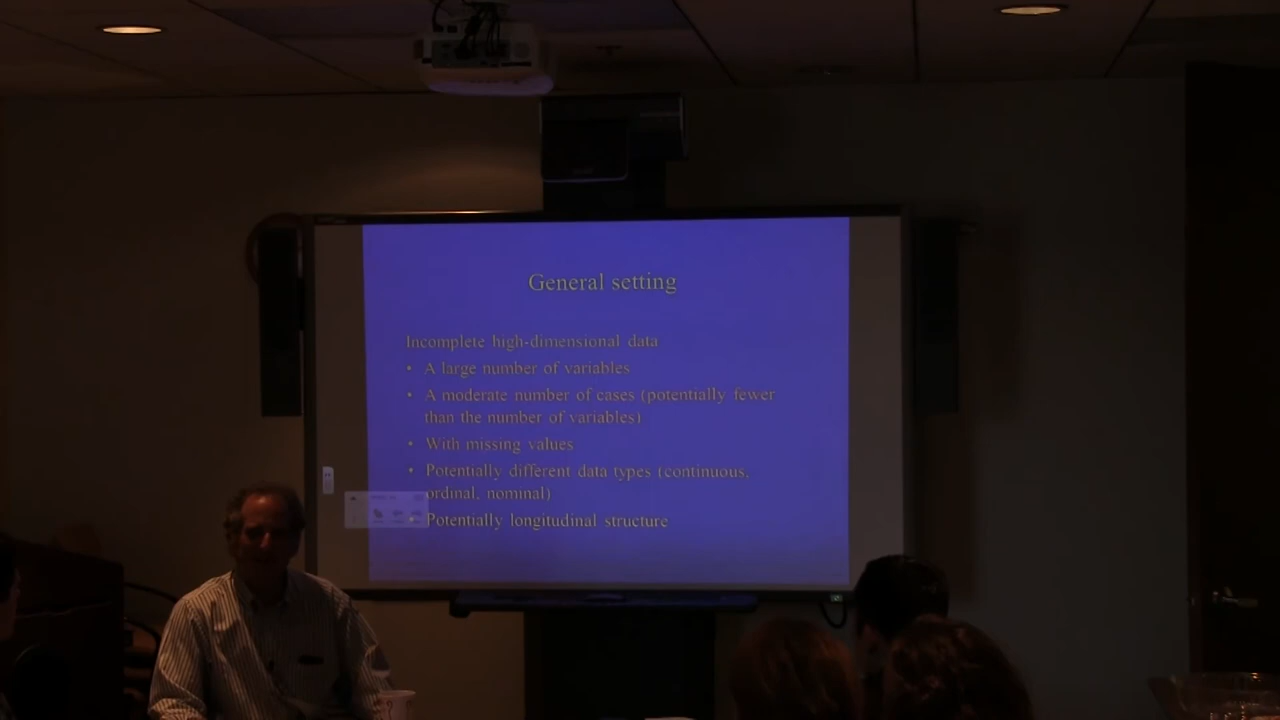 General setting
Incomplete high-dimensional data
• A large number of variables
• A moderate number of cases (potentially fewer
than the number of variables)
• With missing values
• Potentially different data types (continuous,
ordinal, nominal)
• Potentially longitudinal structure